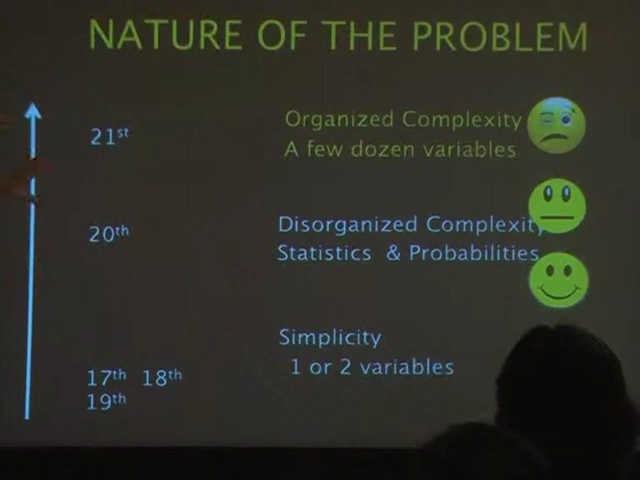 NATURE OF THE PROBLEM
21st
Organized Complexity
A few dozen variables
20th
Disorganized Complexity
Statistics & Probabilities
Simplicity
1 or 2 variables
17th 18th
19th